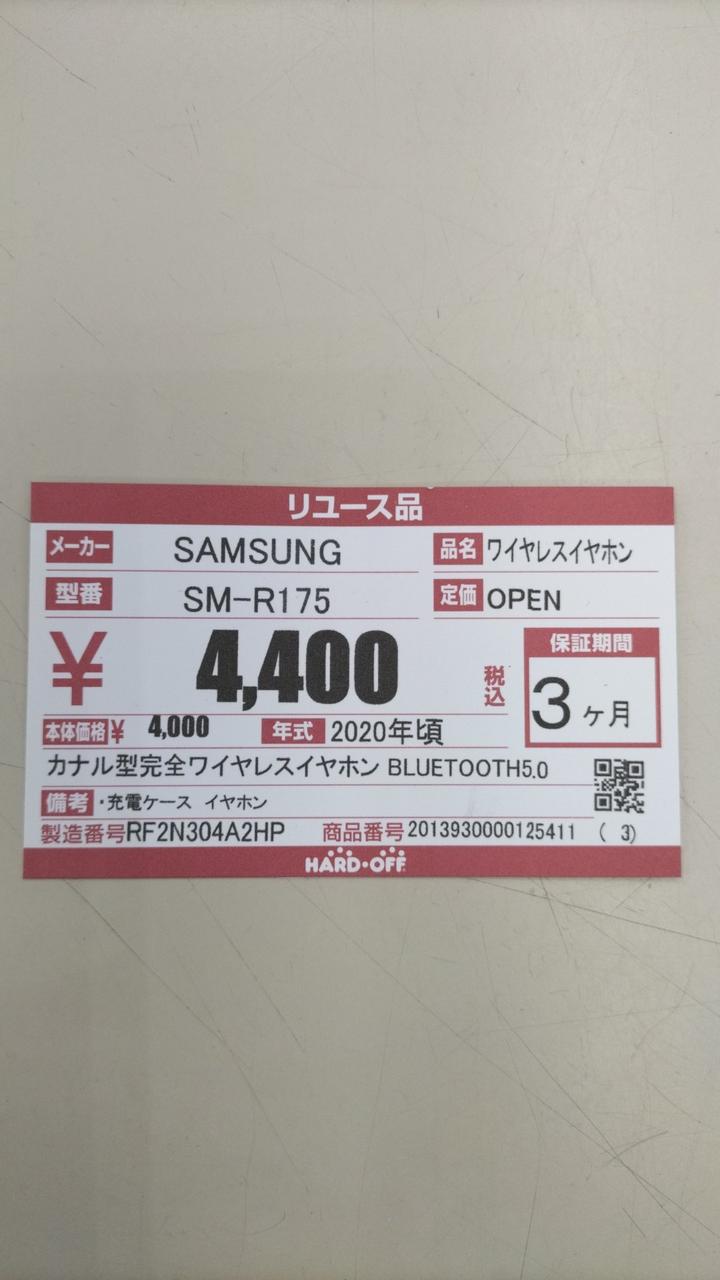 リユース品
メーカー SAMSUNG 品名 ワイヤレスイヤホン
型番 SM-R175 定価 OPEN
¥ 4,400 税込 保証期間 3ヶ月
本体価格¥ 4,000 年式 2020年頃
カナル型完全ワイヤレスイヤホン BLUETOOTH5.0
備考 ・充電ケース イヤホン
製造番号RF2N304A2HP 商品番号2013930000125411 ( 3)
HARD・OFF